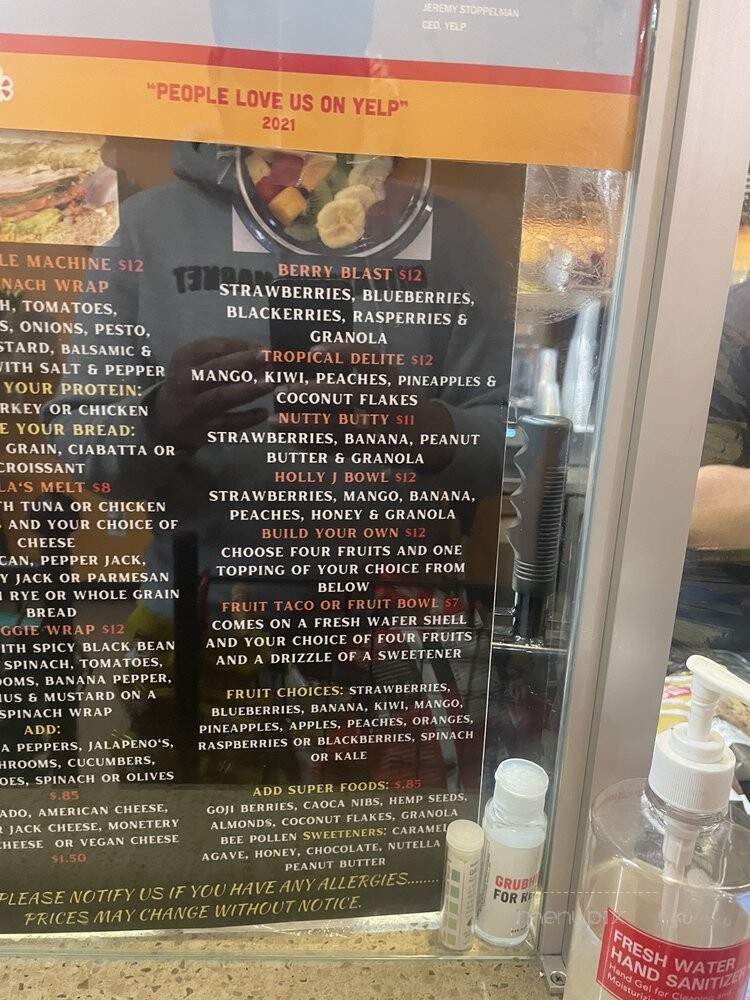 JEREMY STOPPELMAN
CEO, YELP
"PEOPLE LOVE US ON YELP"
2021
LE MACHINE $12
NACH WRAP
H, TOMATOES,
S, ONIONS, PESTO,
STARD, BALSAMIC &
WITH SALT & PEPPER
YOUR PROTEIN:
RKEY OR CHICKEN
E YOUR BREAD:
GRAIN, CIABATTA OR
CROISSANT
LA'S MELT $8
TH TUNA OR CHICKEN
AND YOUR CHOICE OF
CHEESE
CAN, PEPPER JACK,
Y JACK OR PARMESAN
RYE OR WHOLE GRAIN
BREAD
GGIE WRAP $12
ITH SPICY BLACK BEAN
SPINACH, TOMATOES,
OOMS, BANANA PEPPER,
US & MUSTARD ON A
SPINACH WRAP
ADD:
A PEPPERS, JALAPENO'S,
HROOMS, CUCUMBERS,
OES, SPINACH OR OLIVES
$.85
ADO, AMERICAN CHEESE,
R JACK CHEESE, MONETERY
CHEESE OR VEGAN CHEESE
$1.50
BERRY BLAST $12
STRAWBERRIES, BLUEBERRIES,
BLACKERRIES, RASPERRIES &
GRANOLA
TROPICAL DELITE $12
MANGO, KIWI, PEACHES, PINEAPPLES &
COCONUT FLAKES
NUTTY BUTTY $11
STRAWBERRIES, BANANA, PEANUT
BUTTER & GRANOLA
HOLLY J BOWL $12
STRAWBERRIES, MANGO, BANANA,
PEACHES, HONEY & GRANOLA
BUILD YOUR OWN $12
CHOOSE FOUR FRUITS AND ONE
TOPPING OF YOUR CHOICE FROM
BELOW
FRUIT TACO OR FRUIT BOWL $7
COMES ON A FRESH WAFER SHELL
AND YOUR CHOICE OF FOUR FRUITS
AND A DRIZZLE OF A SWEETENER
FRUIT CHOICES: STRAWBERRIES,
BLUEBERRIES, BANANA, KIWI, MANGO,
PINEAPPLES, APPLES, PEACHES, ORANGES,
RASPBERRIES OR BLACKBERRIES, SPINACH
OR KALE
ADD SUPER FOODS: $.85
GOJI BERRIES, CAOCA NIBS, HEMP SEEDS,
ALMONDS, COCONUT FLAKES, GRANOLA
BEE POLLEN SWEETENERS: CARAMEL
AGAVE, HONEY, CHOCOLATE, NUTELLA
PEANUT BUTTER
PLEASE NOTIFY US IF YOU HAVE ANY ALLERGIES.......
PRICES MAY CHANGE WITHOUT NOTICE.
GRUBH
FOR RE
FRESH WATER
HAND SANITIZE
Hand Gel for
Moisturi